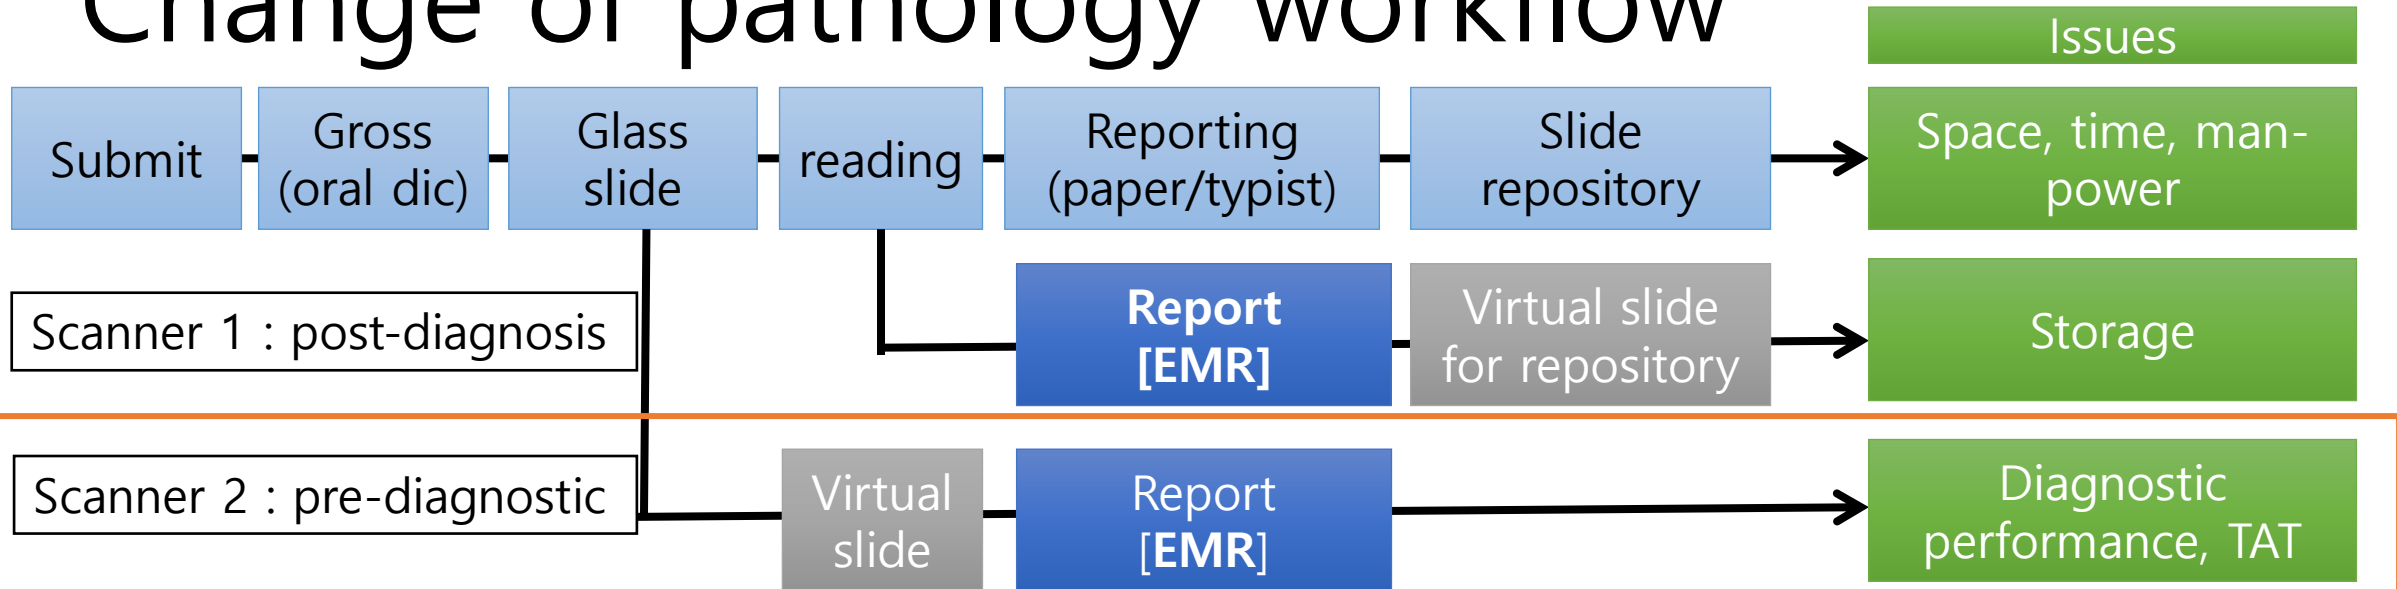 Change of pathology workflow
Issues
Submit
Gross
(oral dic)
Glass
slide
reading
Reporting
(paper/typist)
Slide
repository
Space, time, man-
power
Scanner 1 : post-diagnosis
Report
[EMR]
Virtual slide
for repository
Storage
Scanner 2 : pre-diagnostic
Virtual
slide
Report
[EMR]
Diagnostic
performance, TAT